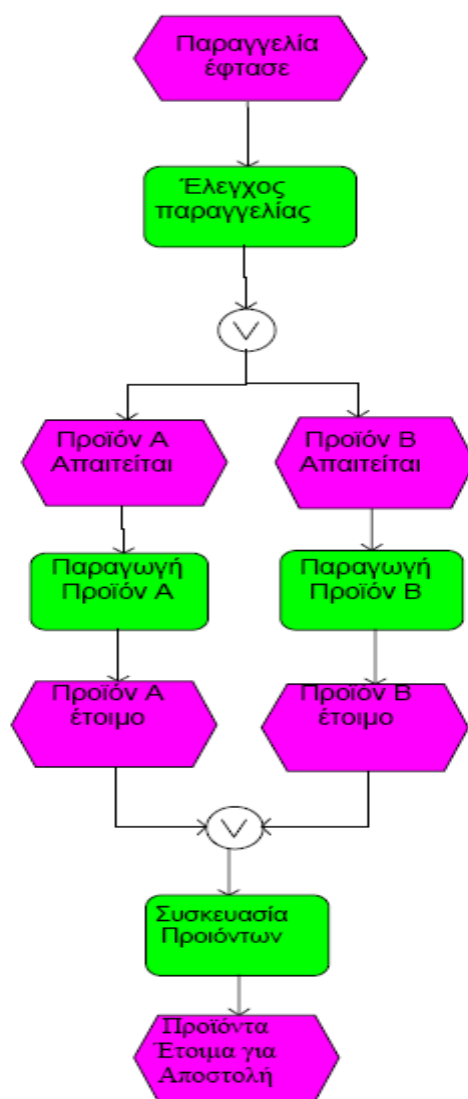 Παραγγελία
έφτασε
Έλεγχος
παραγγελίας
V
Προϊόν Α
Απαιτείται
Προϊόν Β
Απαιτείται
Παραγωγή
Προϊόν Α
Παραγωγή
Προϊόν Β
Προϊόν Α
έτοιμο
Προϊόν Β
έτοιμο
V
Συσκευασία
Προιόντων
Προϊόντα
Έτοιμα για
Αποστολή